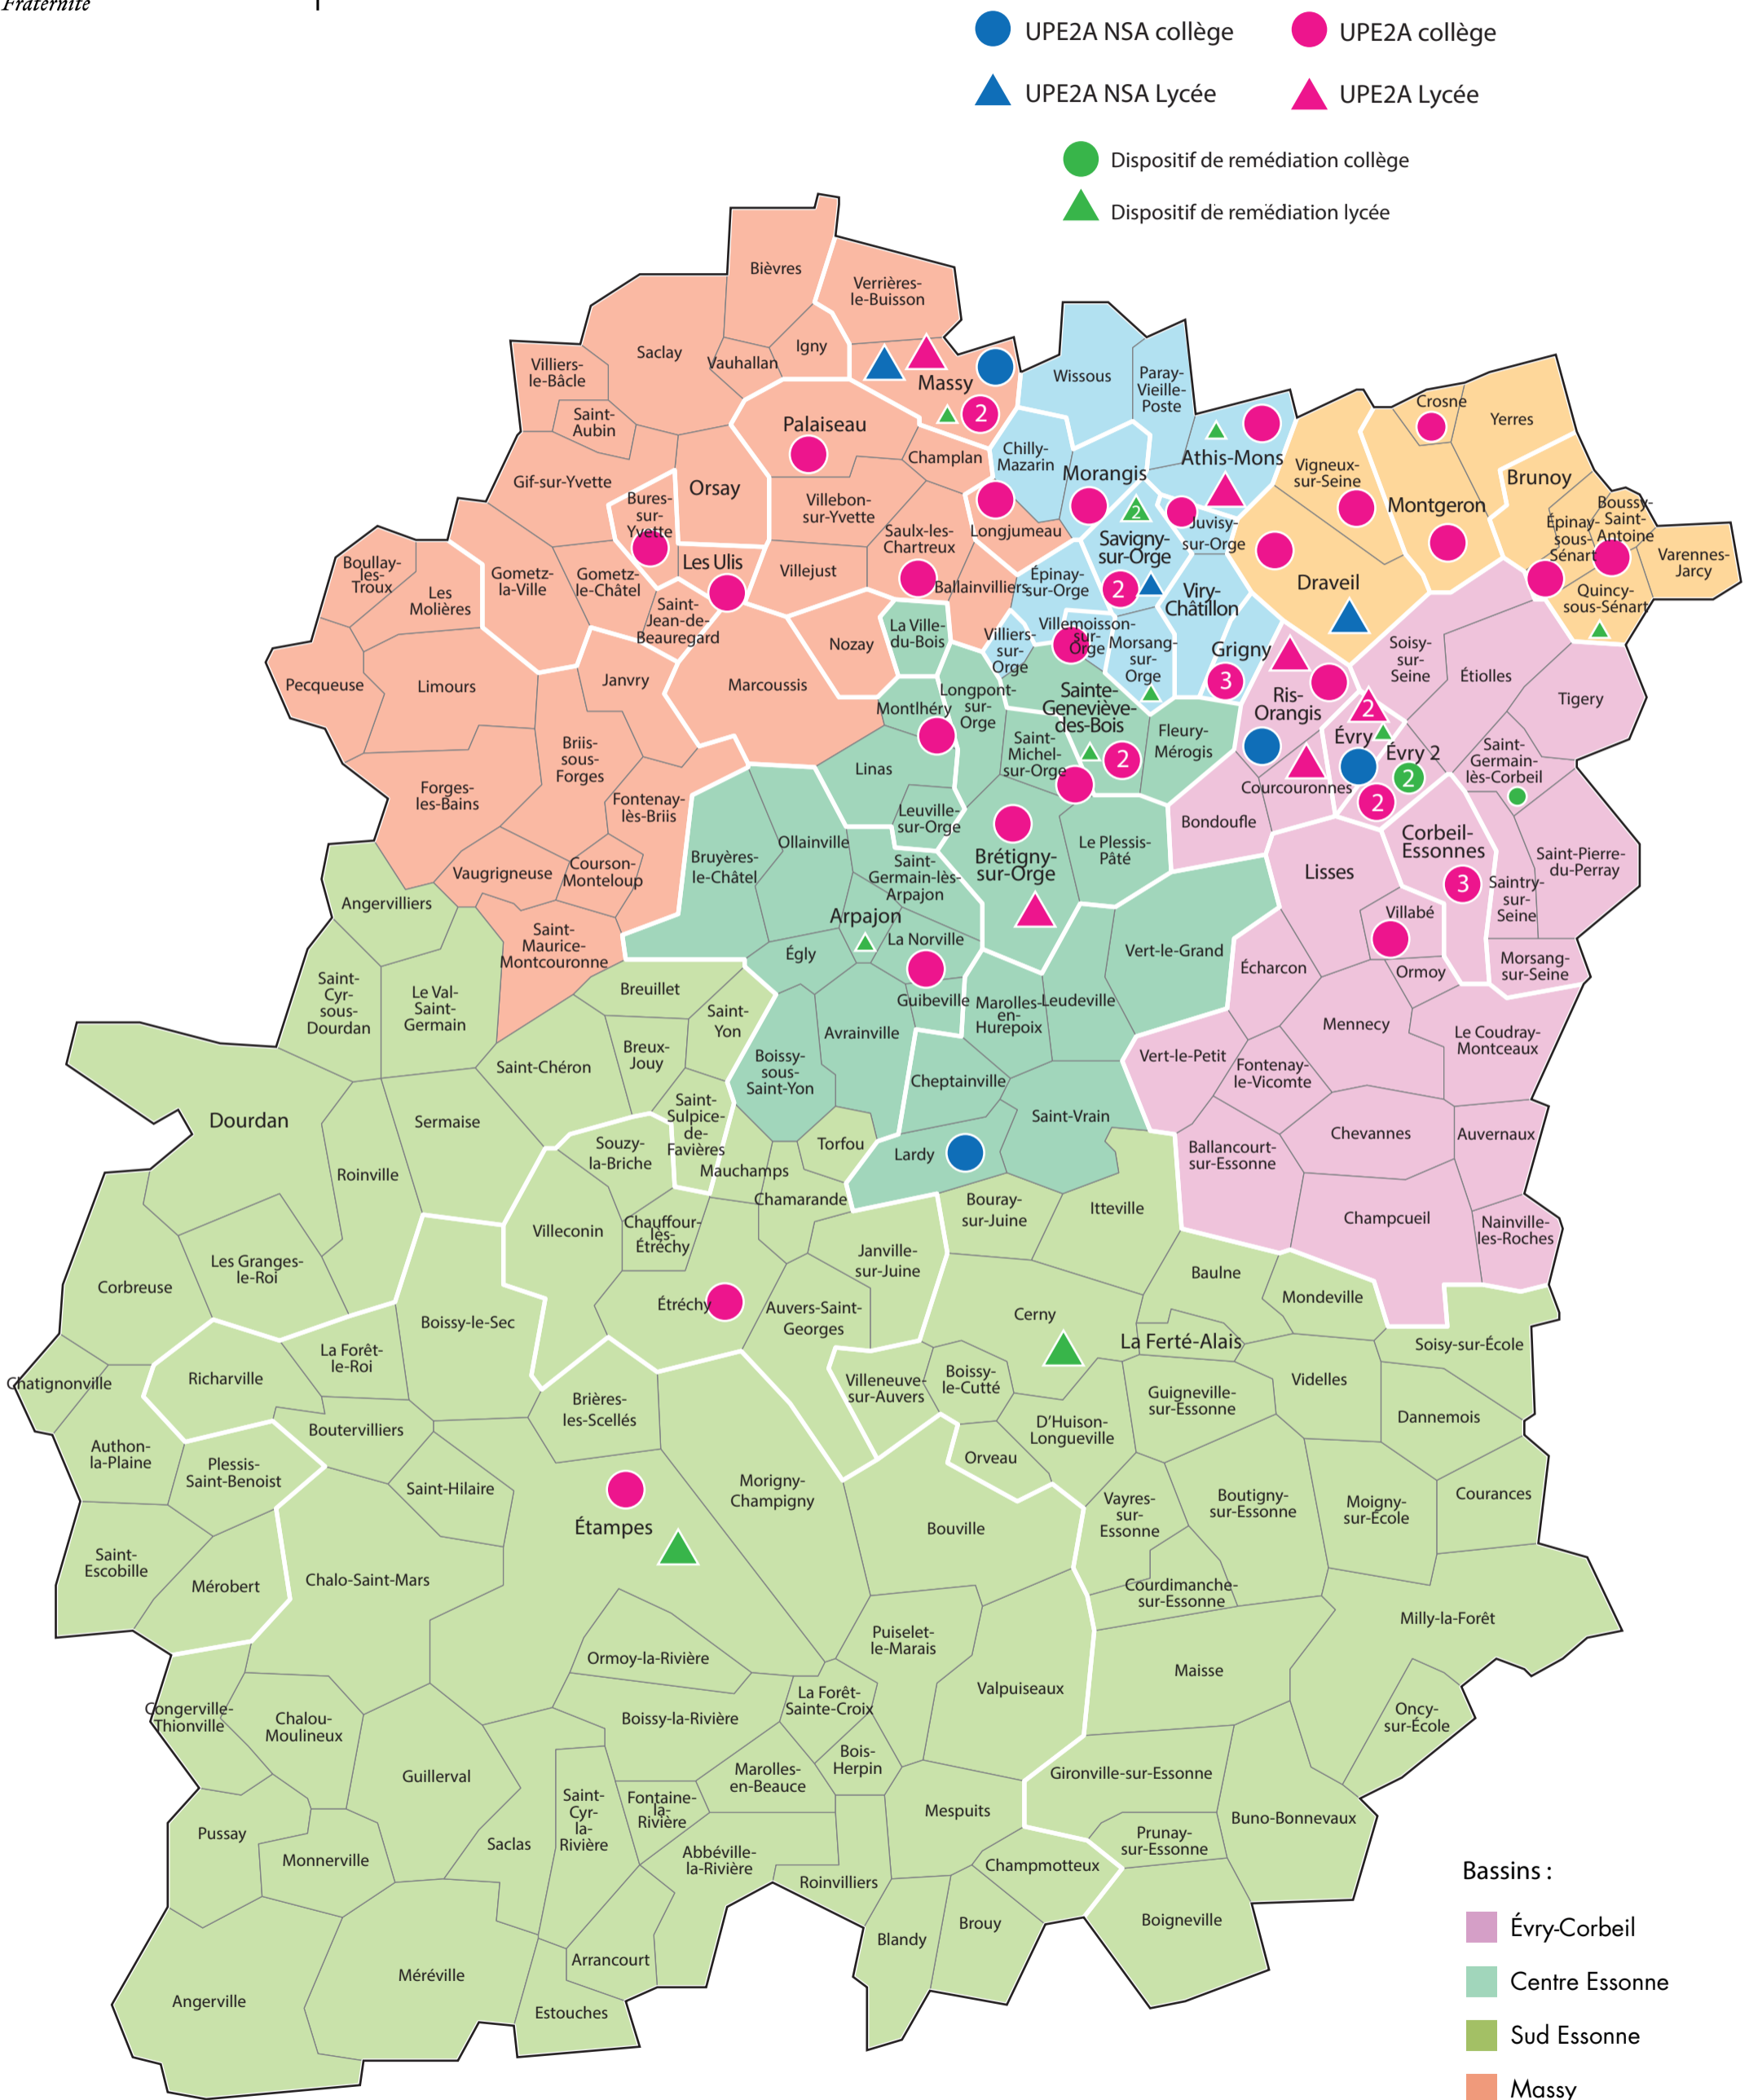 Fraternité
UPE2A NSA collège
UPE2A collège
UPE2A NSA Lycée
UPE2A Lycée
Dispositif de remédiation collège
Dispositif de remédiation lycée
Bièvres
Verrières-
le-Buisson
Igny
Saclay
Vauhallan
Villiers-
le-Bâcle
Saint-
Aubin
Massy
2
Wissous
Paray-
Vieille-
Poste
Palaiseau
Champlan
Chilly-
Mazarin
Morangis
Athis-Mons
Crosne
Yerres
Vigneux-
sur-Seine
Brunoy
Montgeron
Boussy-
Saint-
Antoine
Épinay-
sous-
Sénart
Varennes-
Jarcy
Quincy-
sous-Sénart
Gif-sur-Yvette
Bures-
sur-
Yvette
Orsay
Villebon-
sur-Yvette
Saulx-les-
Chartreux
Longjumeau
2
Savigny-
sur-Orge
2
Juvisy-
sur-Orge
Les Ulis
Villejust
Ballainvilliers
Épinay-
sur-Orge
Viry-
Châtillon
Draveil
Boullay-
les-
Troux
Les
Molières
Gometz-
la-Ville
Gometz-
le-Châtel
Saint-
Jean-de-
Beauregard
Nozay
La Ville-
du-Bois
Villiers-
sur-
Orge
Villemoisson-
sur-
Orge
Morsang-
sur-
Orge
Grigny
3
Soisy-
sur-
Seine
Étiolles
Tigery
Pecqueuse
Limours
Janvry
Marcoussis
Montlhéry
Longpont-
sur-
Orge
Sainte-
Geneviève-
des-Bois
2
Saint-
Michel-
sur-Orge
Fleury-
Mérogis
Ris-
Orangis
2
Évry
Évry 2
2
2
Courcouronnes
Saint-
Germain-
lès-Corbeil
Briis-
sous-
Forges
Forges-
les-Bains
Fontenay-
lès-Briis
Linas
Leuville-
sur-Orge
Bondoufle
Corbeil-
Essonnes
3
Saint-Pierre-
du-Perray
Ollainville
Bruyères-
le-Châtel
Saint-
Germain-lès-
Arpajon
Brétigny-
sur-Orge
Le Plessis-
Pâté
Lisses
Saintry-
sur-
Seine
Villabé
Vaugrigneuse
Courson-
Monteloup
Angervilliers
Saint-
Maurice-
Montcouronne
Arpajon
La Norville
Égly
Vert-le-Grand
Écharcon
Ormoy
Morsang-
sur-Seine
Saint-
Cyr-
sous-
Dourdan
Le Val-
Saint-
Germain
Breuillet
Saint-
Yon
Guibeville
Marolles-
en-
Hurepoix
Leudeville
Avrainville
Mennecy
Le Coudray-
Montceaux
Saint-Chéron
Breux-
Jouy
Boissy-
sous-
Saint-Yon
Cheptainville
Vert-le-Petit
Fontenay-
le-Vicomte
Dourdan
Sermaise
Saint-
Sulpice-
de-
Favières
Souzy-
la-Briche
Mauchamps
Torfou
Lardy
Saint-Vrain
Ballancourt-
sur-Essonne
Chevannes
Auvernaux
Roinville
Chamarande
Bouray-
sur-Juine
Itteville
Champcueil
Nainville-
les-Roches
Villeconin
Chauffour-
lès-
Étréchy
Janville-
sur-Juine
Les Granges-
le-Roi
Corbreuse
Étréchy
Auvers-Saint-
Georges
Cerny
Baulne
Mondeville
Boissy-le-Sec
La Forêt-
le-Roi
La Ferté-Alais
Soisy-sur-École
Chatignonville
Richarville
Villeneuve-
sur-Auvers
Boissy-
le-Cutté
Guigneville-
sur-Essonne
Videlles
Brières-
les-Scellés
Boutervilliers
D'Huison-
Longueville
Dannemois
Authon-
la-Plaine
Plessis-
Saint-Benoist
Saint-Hilaire
Morigny-
Champigny
Orveau
Vayres-
sur-
Essonne
Boutigny-
sur-Essonne
Moigny-
sur-École
Courances
Étampes
Bouville
Saint-
Escobille
Mérobert
Chalo-Saint-Mars
Courdimanche-
sur-Essonne
Milly-la-Forêt
Ormoy-la-Rivière
Puiselet-
le-Marais
Maisse
Valpuiseaux
Congerville-
Thionville
Chalou-
Moulineux
Boissy-la-Rivière
La Forêt-
Sainte-Croix
Oncy-
sur-École
Guillerval
Bois-
Herpin
Marolles-
en-Beauce
Gironville-sur-Essonne
Saint-
Cyr-
la-
Rivière
Fontaine-
la-
Rivière
Mespuits
Buno-Bonnevaux
Pussay
Monnerville
Saclas
Abbéville-
la-Rivière
Prunay-
sur-Essonne
Roinvilliers
Champmotteux
Blandy
Brouy
Boigneville
Arrancourt
Méréville
Angerville
Estouches
Bassins :
Évry-Corbeil
Centre Essonne
Sud Essonne
Massy